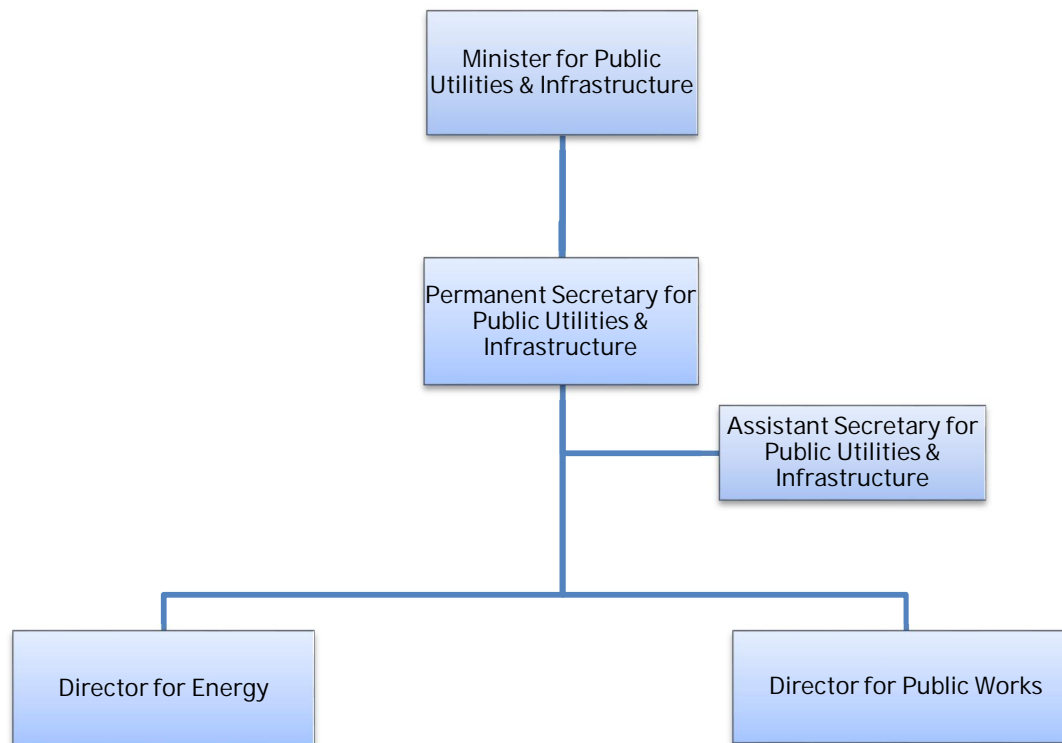 Minister for Public
Utilities & Infrastructure
Permanent Secretary for
Public Utilities &
Infrastructure
Assistant Secretary for
Public Utilities &
Infrastructure
Director for Energy
Director for Public Works